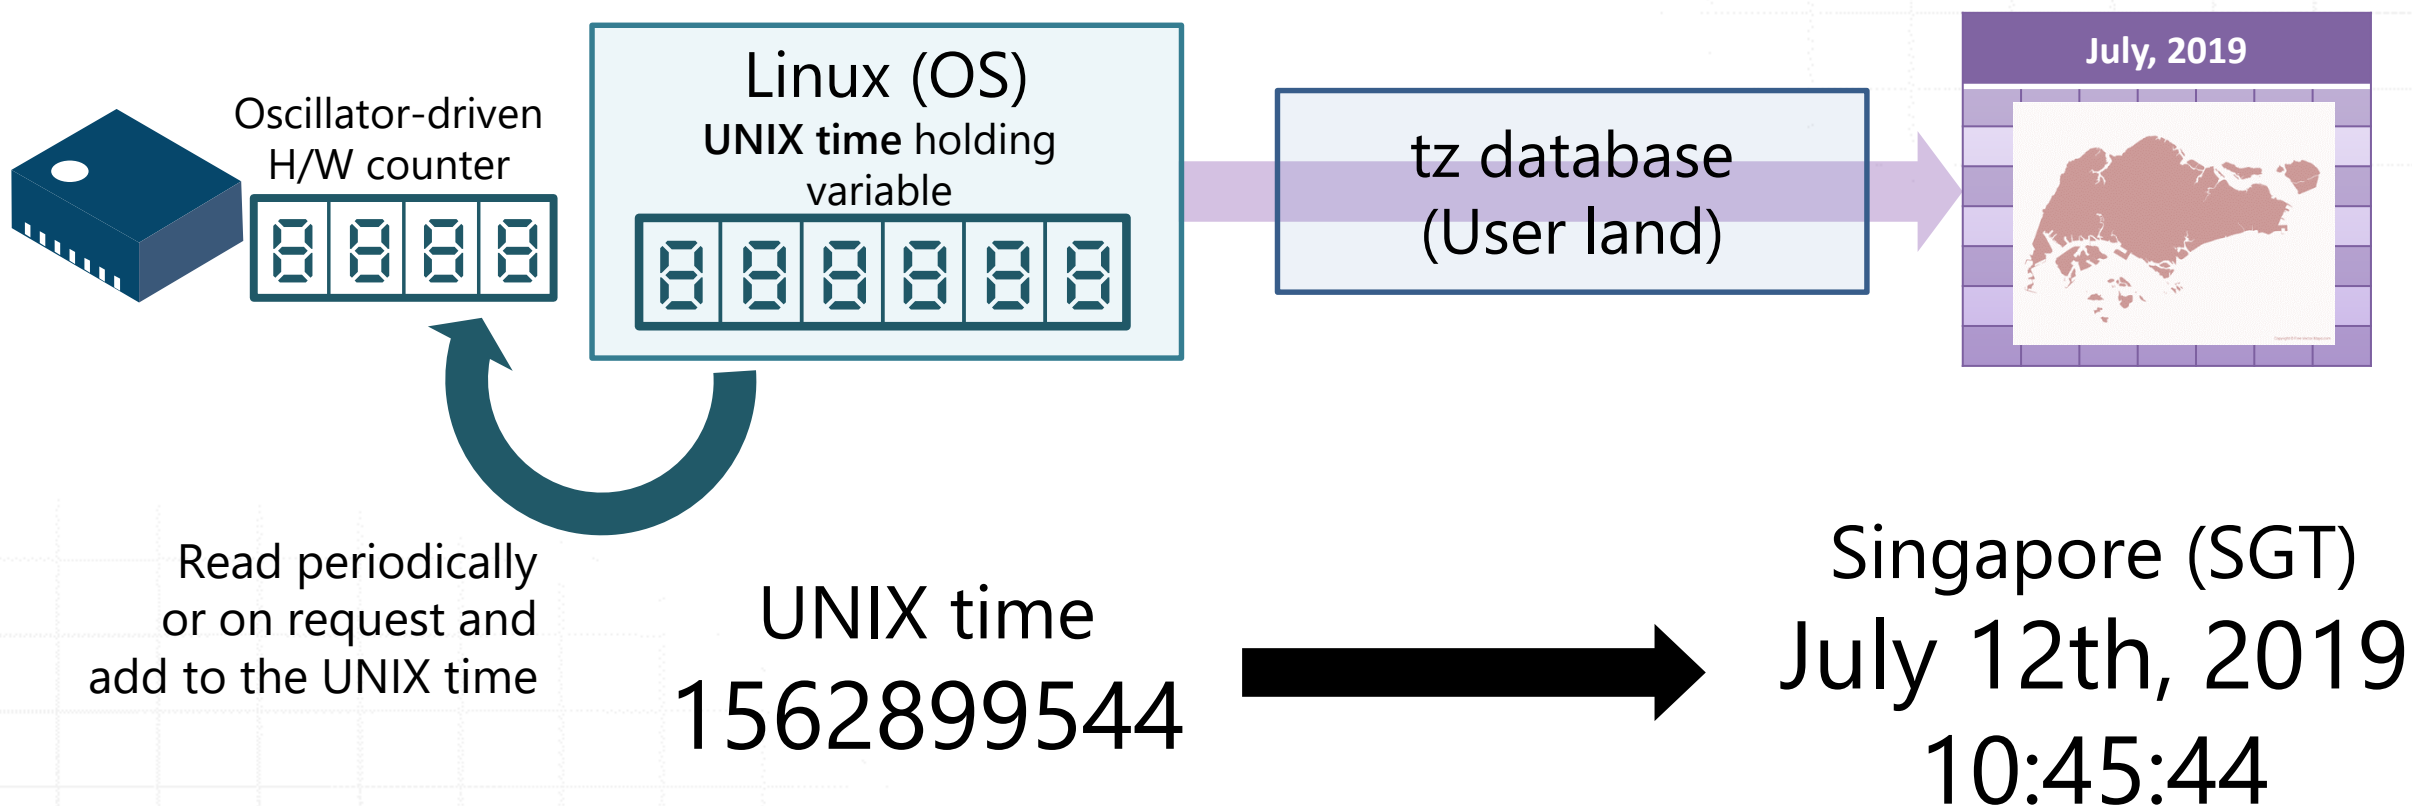 Oscillator-driven
H/W counter
Linux (OS)
UNIX time holding
variable
tz database
(User land)
July, 2019
Read periodically
or on request and
add to the UNIX time
UNIX time
1562899544
Singapore (SGT)
July 12th, 2019
10:45:44